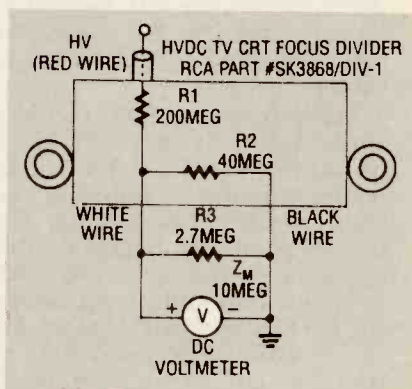 HV
(RED WIRE)
HVDC TV CRT FOCUS DIVIDER
RCA PART #SK3868/DIV-1
R1
200MEG
R2
40MEG
WHITE
WIRE
R3
2.7MEG
BLACK
WIRE
ZM
10MEG
+ V -
DC
VOLTMETER